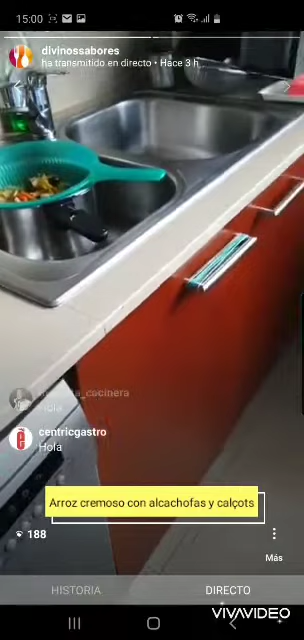 15:00
divinossabores
ha transmitido en directo • Hace 3 h
_cocinera
Hola
centricgastro
Hola
Arroz cremoso con alcachofas y calçots
188
Más
HISTORIA
DIRECTO
VIVAVIDEO